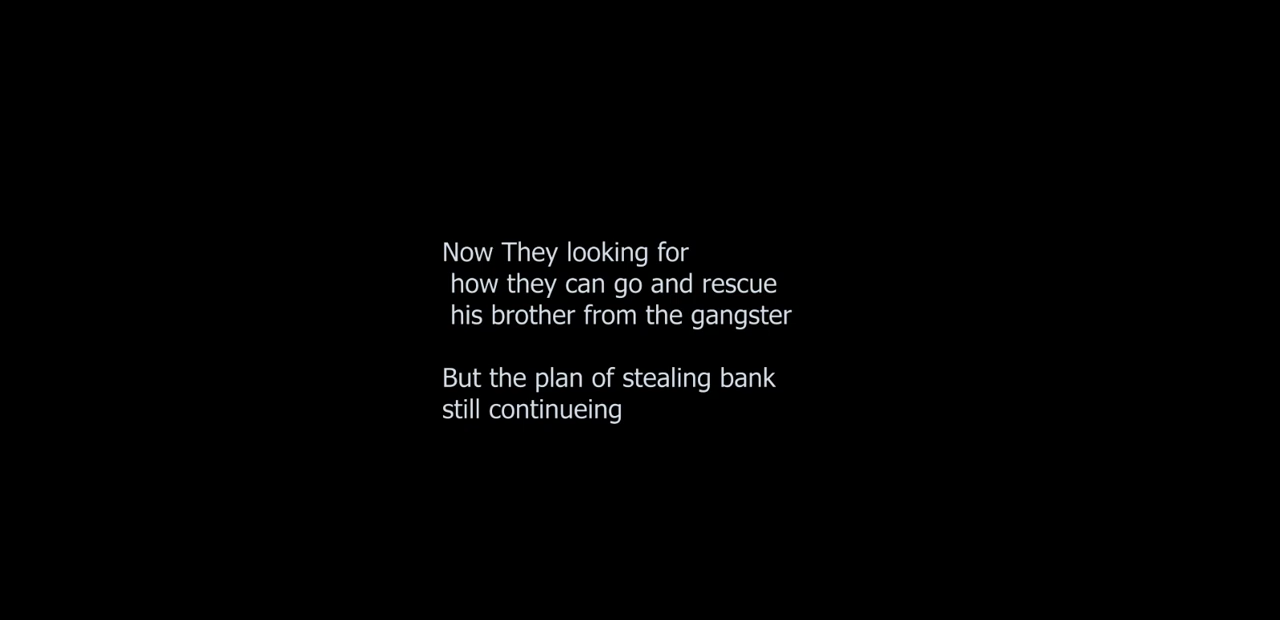 Now They looking for
how they can go and rescue
his brother from the gangster
But the plan of stealing bank
still continueing